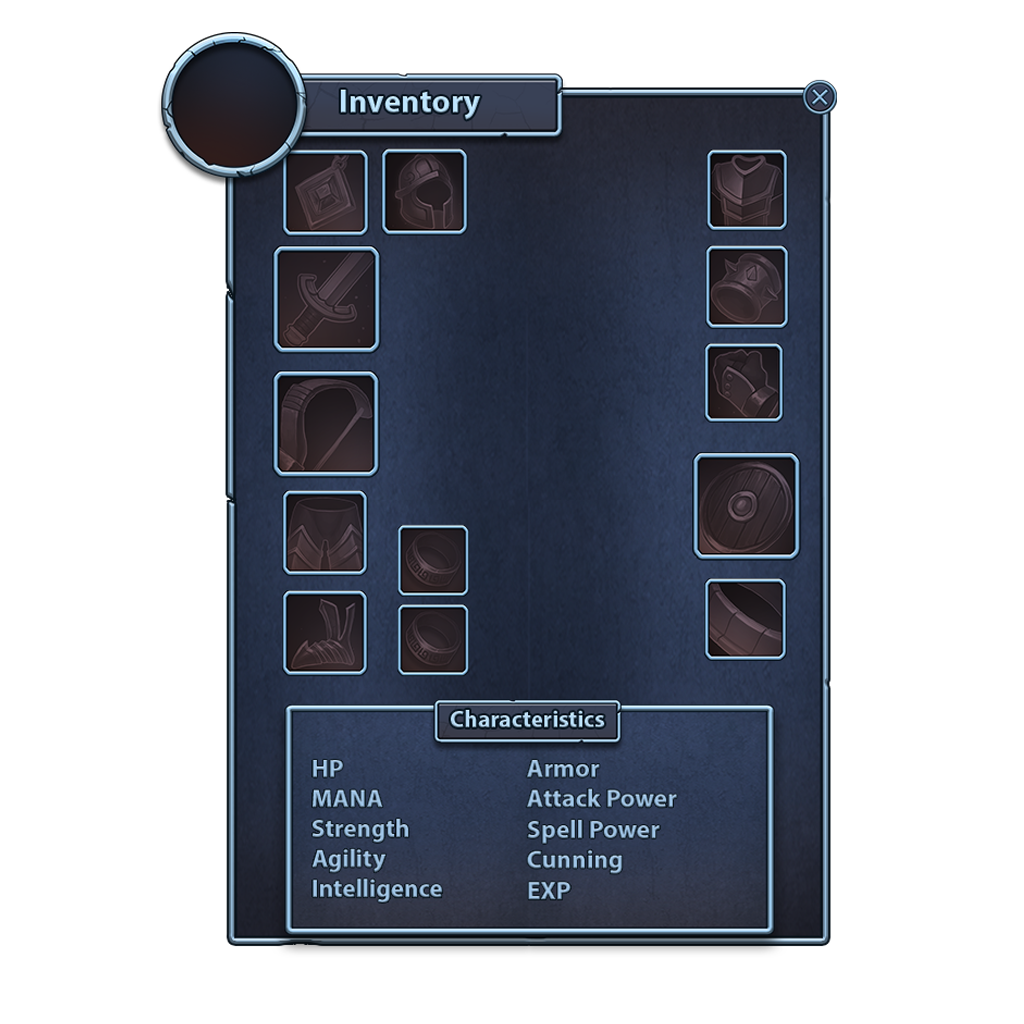 Inventory
Characteristics
HP
MANA
Strength
Agility
Intelligence
Armor
Attack Power
Spell Power
Cunning
EXP